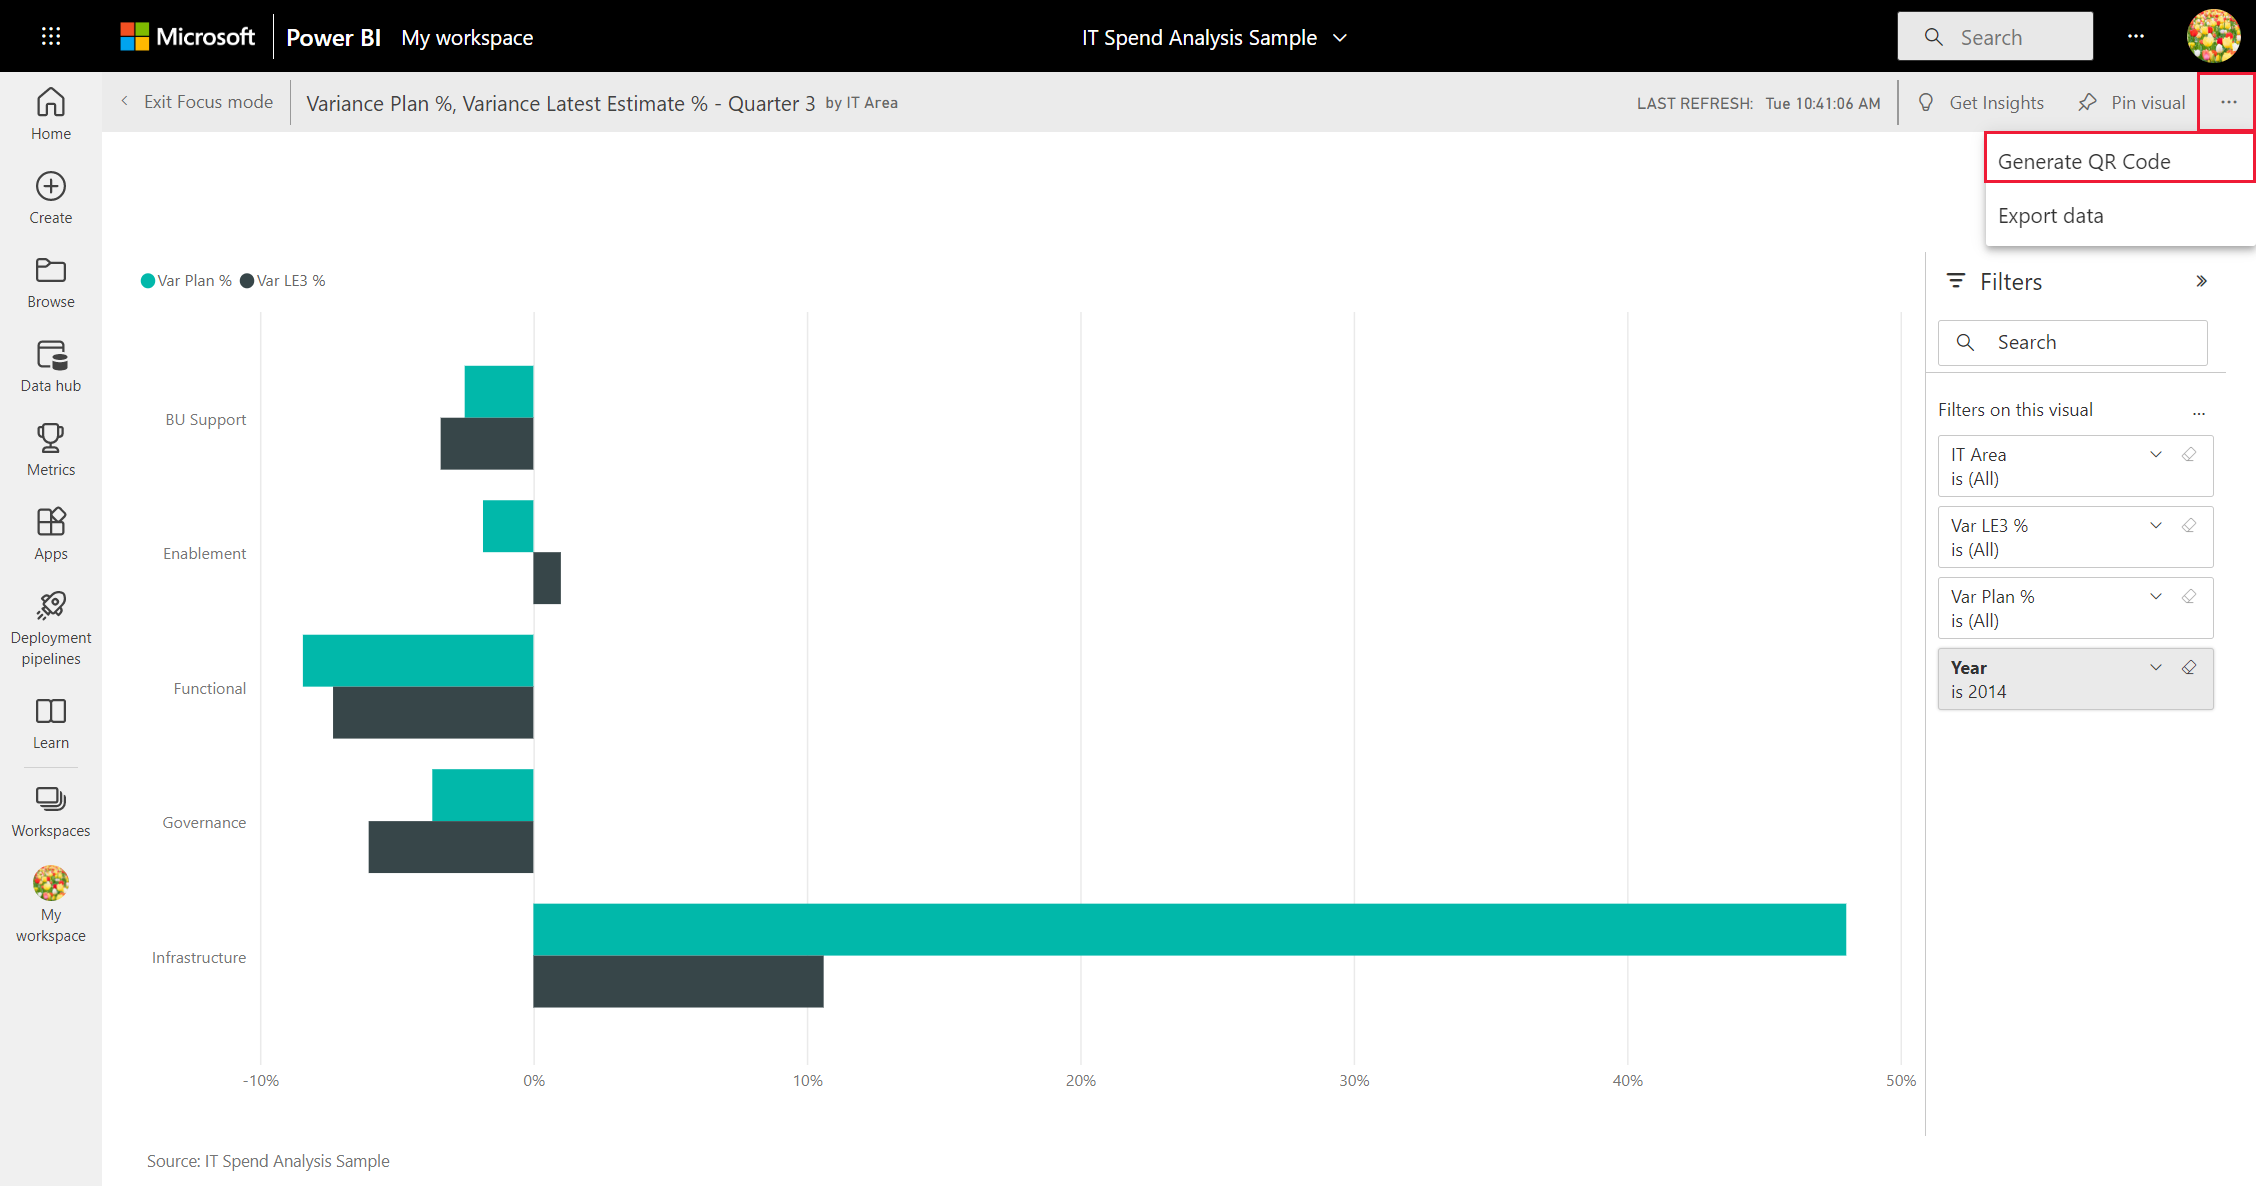 Microsoft Power BI My workspace
IT Spend Analysis Sample
Search
...
Home
Create
Browse
Data hub
Metrics
Apps
Deployment
pipelines
Learn
Workspaces
My
workspace
Exit Focus mode
Variance Plan %, Variance Latest Estimate % - Quarter 3 by IT Area
LAST REFRESH: Tue 10:41:06 AM
Get Insights
Pin visual
...
Generate QR Code
Export data
Var Plan % Var LE3 %
BU Support
Enablement
Functional
Governance
Infrastructure
-10% 0% 10% 20% 30% 40% 50%
Source: IT Spend Analysis Sample
Filters
Search
Filters on this visual ...
IT Area
is (All)
Var LE3 %
is (All)
Var Plan %
is (All)
Year
is 2014